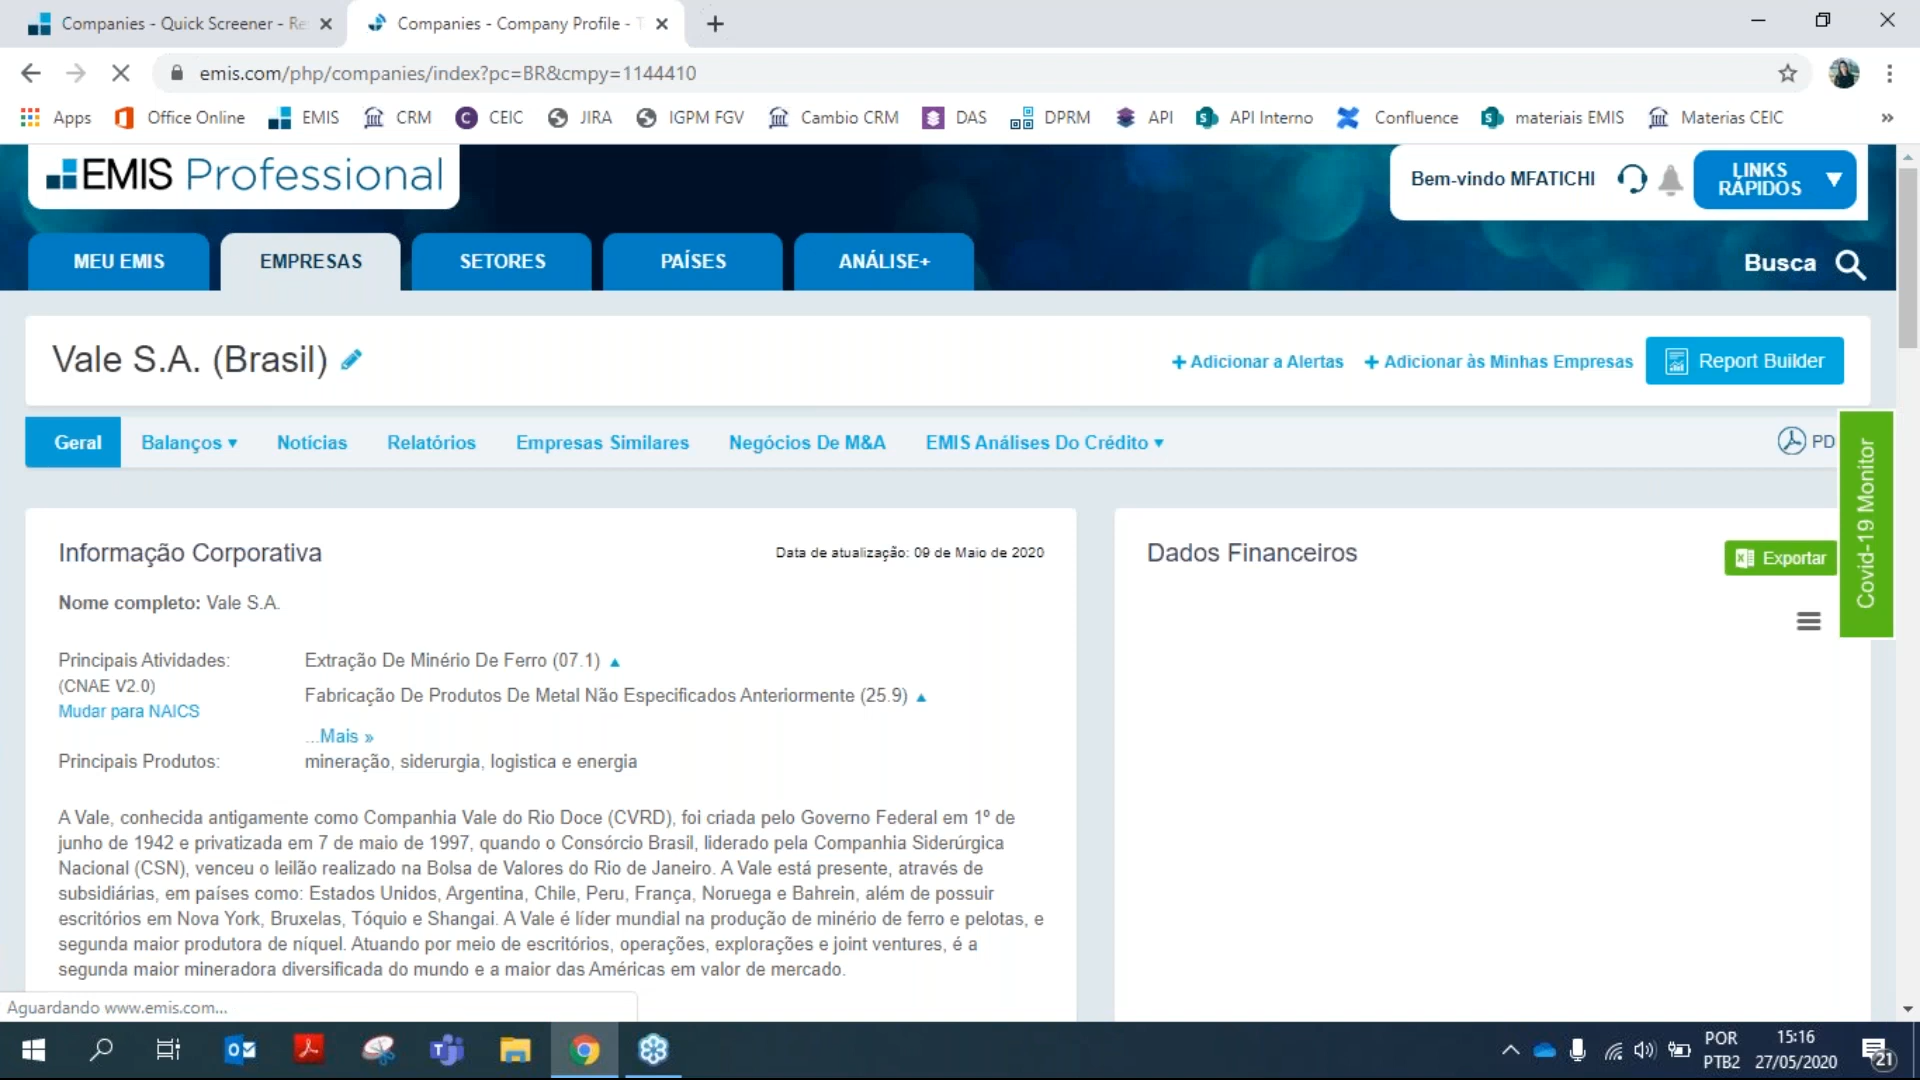 Companies - Quick Screener - Re
Companies - Company Profile - T
emis.com/php/companies/index?pc=BR&cmpy=1144410
Apps Office Online EMIS CRM CEIC JIRA IGPM FGV Cambio CRM DAS DPRM API API Interno Confluence materiais EMIS Materias CEIC »
EMIS Professional
Bem-vindo MFATICHI
LINKS
RÁPIDOS
MEU EMIS EMPRESAS SETORES PAÍSES ANÁLISE+
Busca
Vale S.A. (Brasil)
+ Adicionar a Alertas + Adicionar às Minhas Empresas Report Builder
Geral Balanços Notícias Relatórios Empresas Similares Negócios De M&A EMIS Análises Do Crédito
PD
Covid-19 Monitor
Informação Corporativa
Data de atualização: 09 de Maio de 2020
Nome completo: Vale S.A.
Principais Atividades:
(CNAE V2.0)
Mudar para NAICS
Extração De Minério De Ferro (07.1)
Fabricação De Produtos De Metal Não Especificados Anteriormente (25.9)
...Mais »
Principais Produtos: mineração, siderurgia, logistica e energia
A Vale, conhecida antigamente como Companhia Vale do Rio Doce (CVRD), foi criada pelo Governo Federal em 1º de
junho de 1942 e privatizada em 7 de maio de 1997, quando o Consórcio Brasil, liderado pela Companhia Siderúrgica
Nacional (CSN), venceu o leilão realizado na Bolsa de Valores do Rio de Janeiro. A Vale está presente, através de
subsidiárias, em países como: Estados Unidos, Argentina, Chile, Peru, França, Noruega e Bahrein, além de possuir
escritórios em Nova York, Bruxelas, Tóquio e Shangai. A Vale é líder mundial na produção de minério de ferro e pelotas, e
segunda maior produtora de níquel. Atuando por meio de escritórios, operações, explorações e joint ventures, é a
segunda maior mineradora diversificada do mundo e a maior das Américas em valor de mercado.
Dados Financeiros
Exportar
Aguardando www.emis.com...
POR
PTB2
15:16
27/05/2020
21